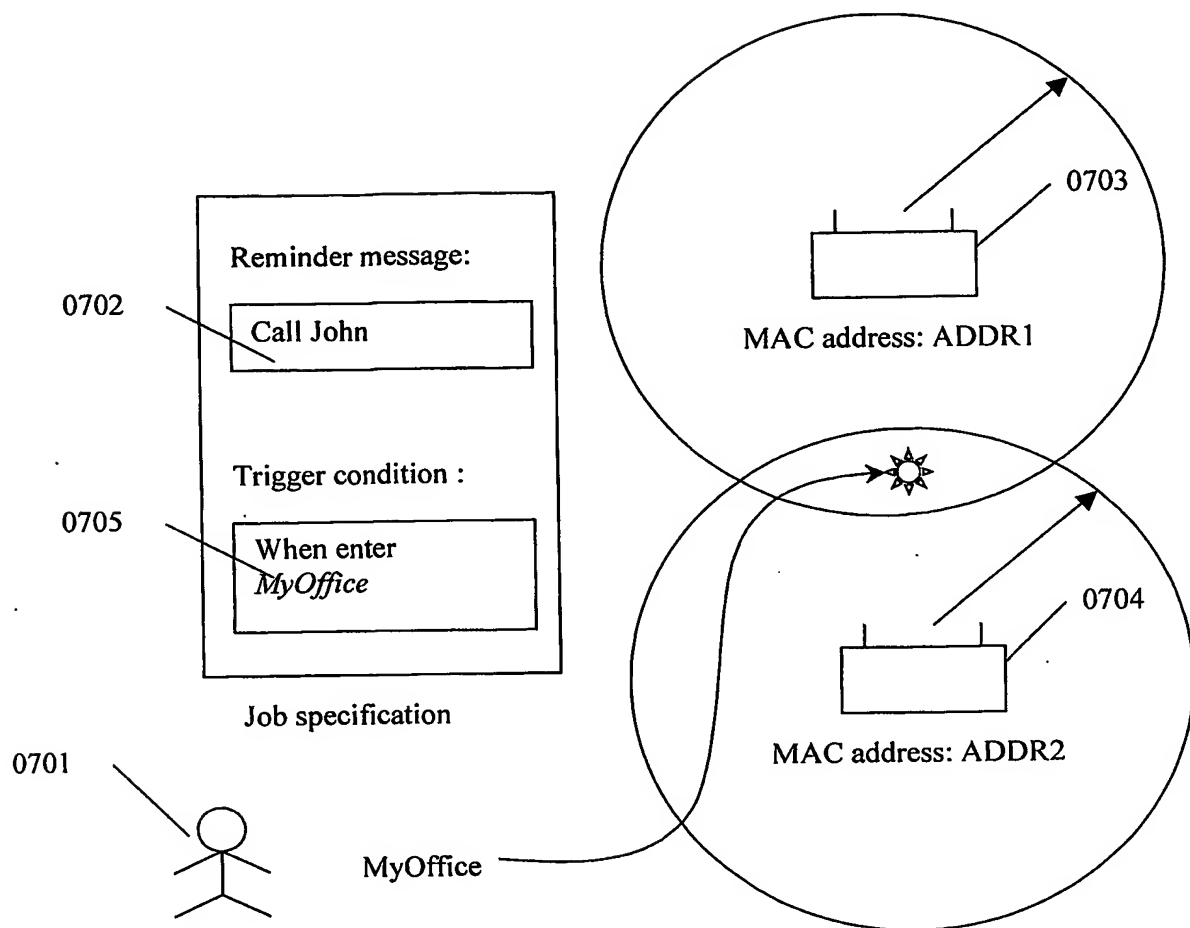 0703
Reminder message:
0702
Call John
MAC address: ADDR1
Trigger condition :
0705
When enter
MyOffice
0704
Job specification
MAC address: ADDR2
0701
MyOffice